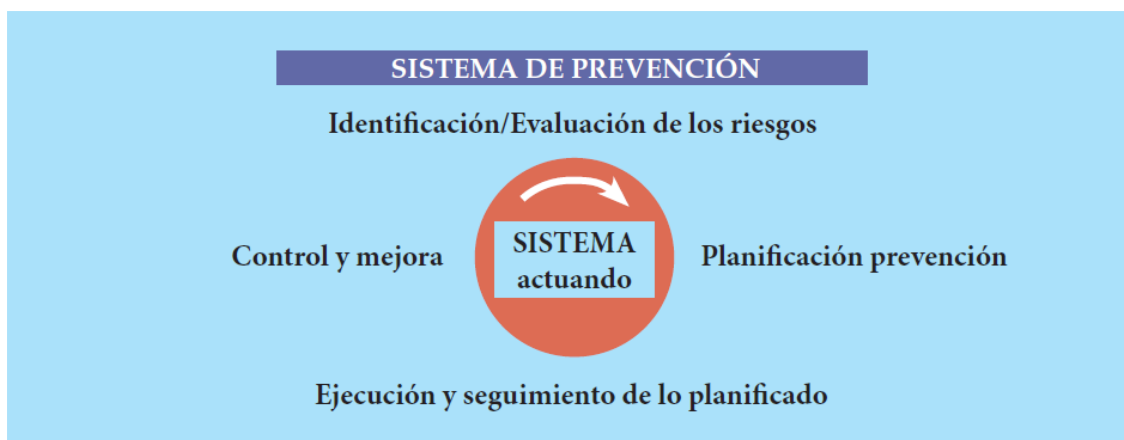 SISTEMA DE PREVENCIÓN
Identificación/Evaluación de los riesgos
Control y mejora
SISTEMA
actuando
Planificación prevención
Ejecución y seguimiento de lo planificado